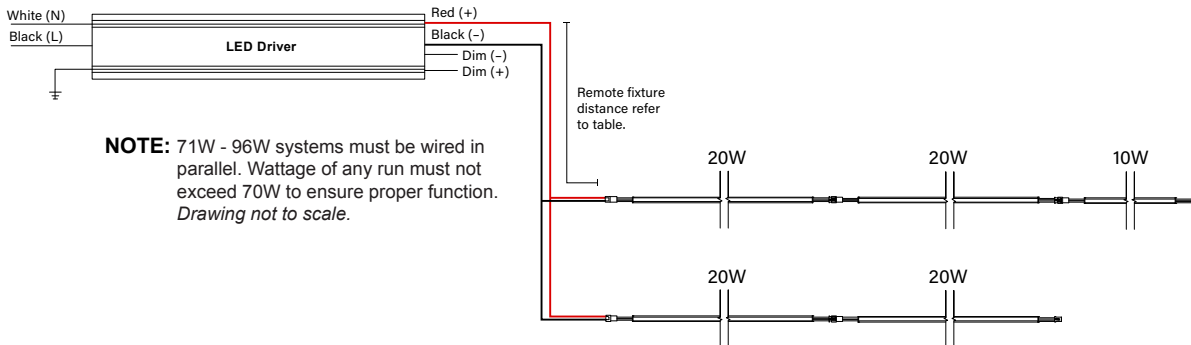 White (N)
Black (L)
LED Driver
Red (+)
Black (–)
Dim (–)
Dim (+)
Remote fixture
distance refer
to table.
NOTE: 71W - 96W systems must be wired in
parallel. Wattage of any run must not
exceed 70W to ensure proper function.
Drawing not to scale.
20W
20W
10W
20W
20W